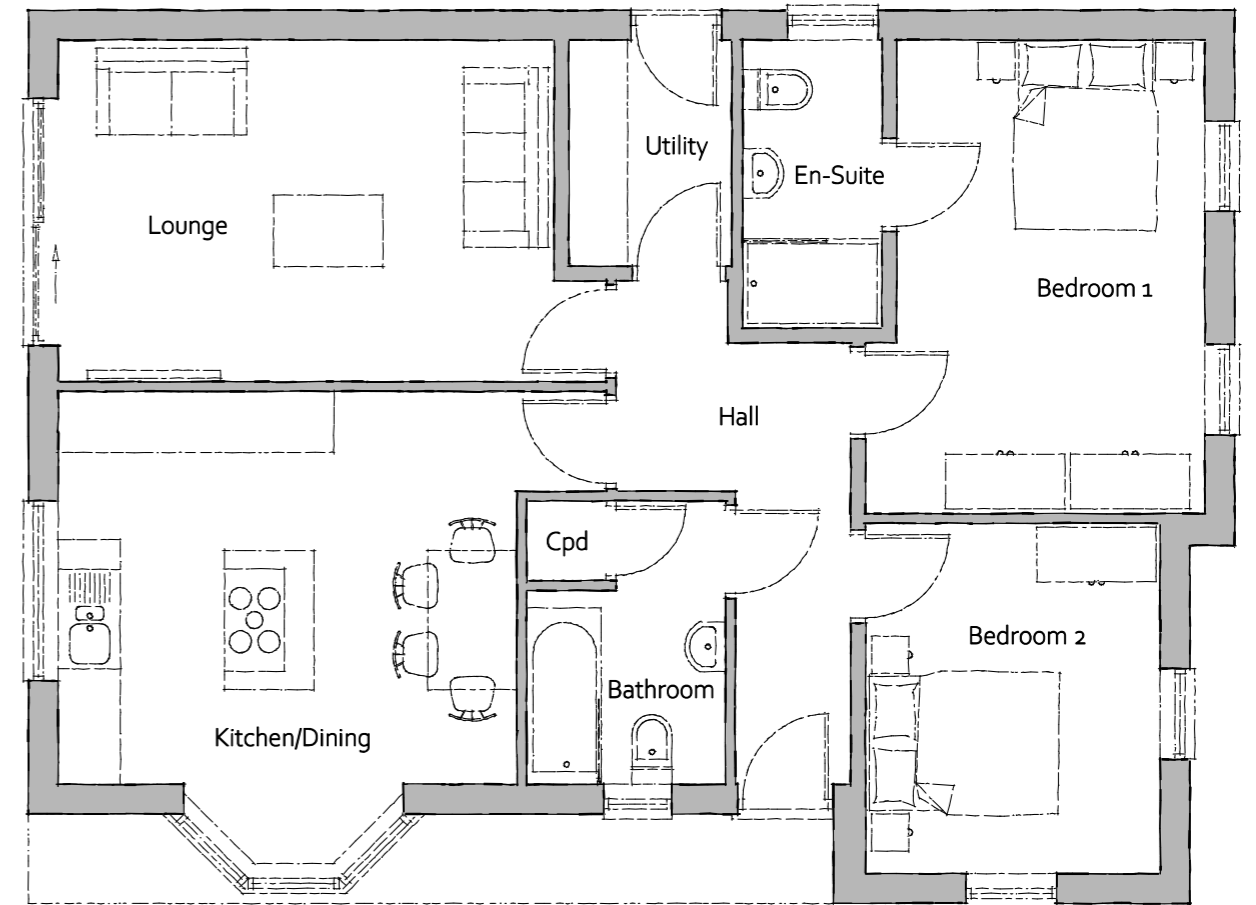 Utility
En-Suite
Lounge
Bedroom 1
Hall
Cpd
Bedroom 2
Bathroom
Kitchen/Dining